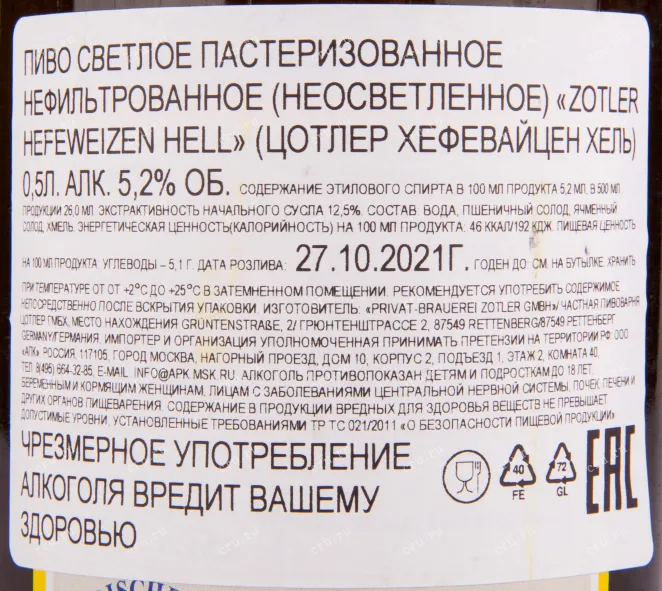 ПИВО СВЕТЛОЕ ПАСТЕРИЗОВАННОЕ
НЕФИЛЬТРОВАННОЕ (НЕОСВЕТЛЕННОЕ) «ZOTLER
HEFEWEIZEN HELL» (ЦОТЛЕР ХЕФЕВАЙЦЕН ХЕЛЬ)
0,5Л. АЛК. 5,2% ОБ. СОДЕРЖАНИЕ ЭТИЛОВОГО СПИРТА В 100 МЛ ПРОДУКТА 5,2 МЛ, В 500 МЛ
ПРОДУКЦИИ 26,0 МЛ. ЭКСТРАКТИВНОСТЬ НАЧАЛЬНОГО СУСЛА 12,5%. СОСТАВ: ВОДА, ПШЕНИЧНЫЙ СОЛОД, ЯЧМЕННЫЙ
СОЛОД, ХМЕЛЬ. ЭНЕРГЕТИЧЕСКАЯ ЦЕННОСТЬ(КАЛОРИЙНОСТЬ) НА 100 МЛ ПРОДУКТА: 46 ККАЛ/192 КДЖ. ПИЩЕВАЯ ЦЕННОСТЬ
НА 100 МЛ ПРОДУКТА: УГЛЕВОДЫ – 5,1 Г. ДАТА РОЗЛИВА: 27.10.2021Г. ГОДЕН ДО: СМ. НА БУТЫЛКЕ. ХРАНИТЬ
ПРИ ТЕМПЕРАТУРЕ ОТ ОТ +2°С ДО +25°С В ЗАТЕМНЕННОМ ПОМЕЩЕНИИ. РЕКОМЕНДУЕТСЯ УПОТРЕБИТЬ СОДЕРЖИМОЕ
НЕПОСРЕДСТВЕННО ПОСЛЕ ВСКРЫТИЯ УПАКОВКИ. ИЗГОТОВИТЕЛЬ: «PRIVAT-BRAUEREI ZOTLER GMBH»/ЧАСТНАЯ ПИВОВАРНЯ
ЦОТЛЕР ГМБХ, МЕСТО НАХОЖДЕНИЯ: GRÜNTENSTRAßE, 2/ ГРЮНТЕНШТРАССЕ 2, 87549 RETTENBERG/87549 РЕТТЕНБЕРГ
GERMANY/ГЕРМАНИЯ. ИМПОРТЕР И ОРГАНИЗАЦИЯ УПОЛНОМОЧЕННАЯ ПРИНИМАТЬ ПРЕТЕНЗИИ НА ТЕРРИТОРИИ РФ: ООО
«АПК» РОССИЯ, 117105, ГОРОД МОСКВА, НАГОРНЫЙ ПРОЕЗД, ДОМ 10, КОРПУС 2, ПОДЪЕЗД 1, ЭТАЖ 2, КОМНАТА 40,
ТЕЛ. 8(495) 664-32-85, E-MAIL: INFO@APK.MSK.RU. АЛКОГОЛЬ ПРОТИВОПОКАЗАН ДЕТЯМ И ПОДРОСТКАМ ДО 18 ЛЕТ,
БЕРЕМЕННЫМ И КОРМЯЩИМ ЖЕНЩИНАМ, ЛИЦАМ С ЗАБОЛЕВАНИЯМИ ЦЕНТРАЛЬНОЙ НЕРВНОЙ СИСТЕМЫ, ПОЧЕК, ПЕЧЕНИ И
ДРУГИХ ОРГАНОВ ПИЩЕВАРЕНИЯ. СОДЕРЖАНИЕ В ПРОДУКЦИИ ВРЕДНЫХ ДЛЯ ЗДОРОВЬЯ ВЕЩЕСТВ НЕ ПРЕВЫШАЕТ
ДОПУСТИМЫЕ УРОВНИ, УСТАНОВЛЕННЫЕ ТРЕБОВАНИЯМИ ТР ТС 021/2011 «О БЕЗОПАСНОСТИ ПИЩЕВОЙ ПРОДУКЦИИ»
ЧРЕЗМЕРНОЕ УПОТРЕБЛЕНИЕ
АЛКОГОЛЯ ВРЕДИТ ВАШЕМУ
ЗДОРОВЬЮ
40
FE
72
GL
EAC